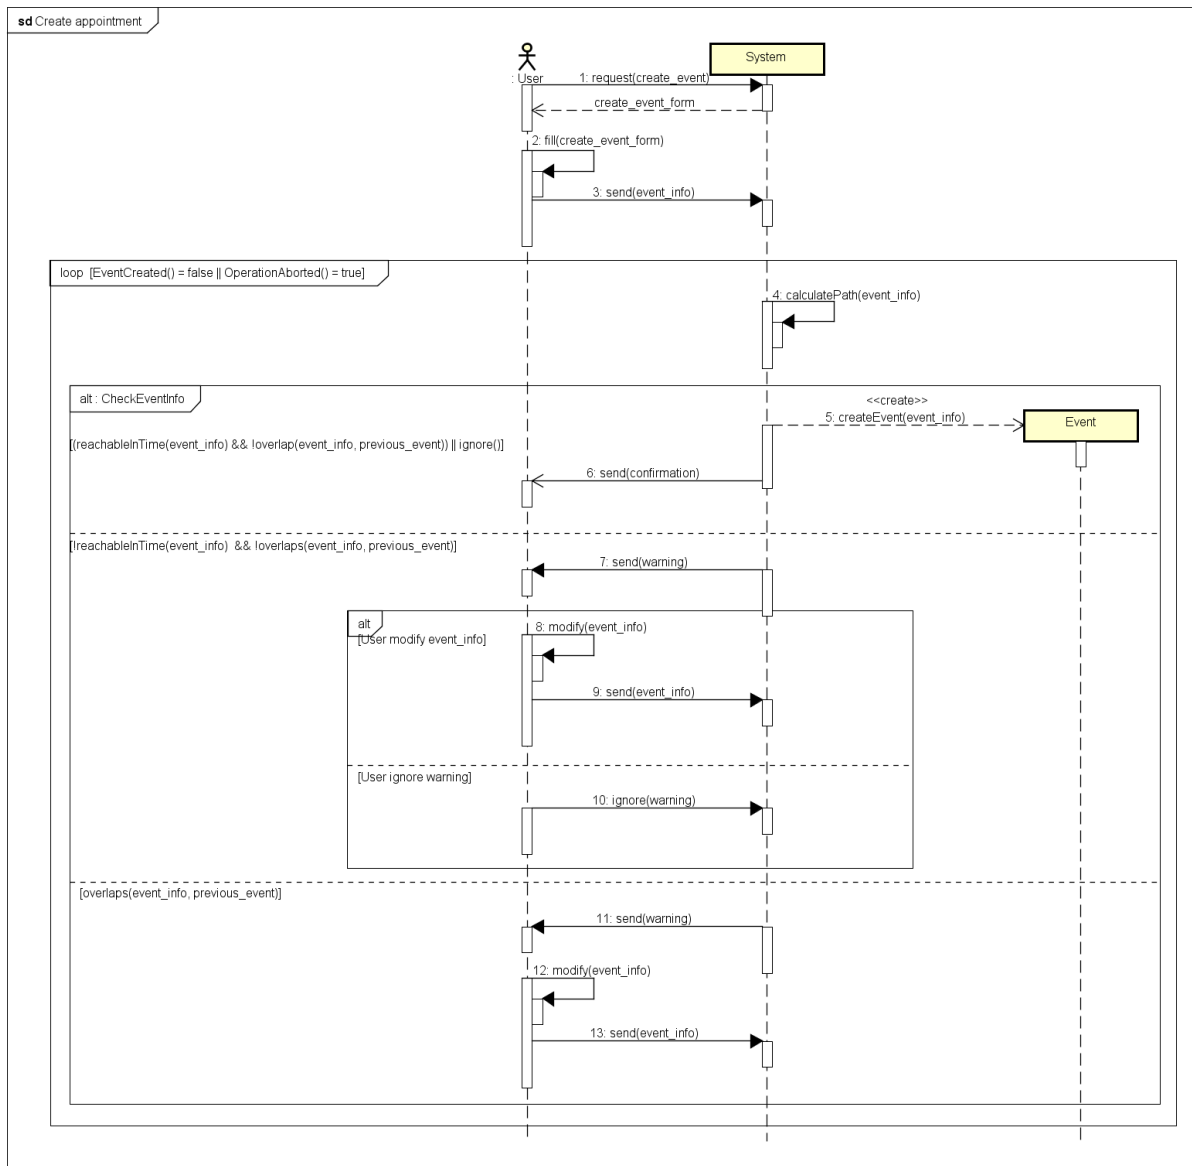 sd Create appointment
System
: User
1: request(create_event)
create_event_form
2: fill(create_event_form)
3: send(event_info)
loop [EventCreated() = false || OperationAborted() = true]
4: calculatePath(event_info)
alt : CheckEventInfo
<<create>>
5: createEvent(event_info)
Event
[(reachableInTime(event_info) && !overlap(event_info, previous_event)) || ignore()]
6: send(confirmation)
[!reachableInTime(event_info) && !overlaps(event_info, previous_event)]
7: send(warning)
alt
8: modify(event_info)
[User modify event_info]
9: send(event_info)
[User ignore warning]
10: ignore(warning)
[overlaps(event_info, previous_event)]
11: send(warning)
12: modify(event_info)
13: send(event_info)